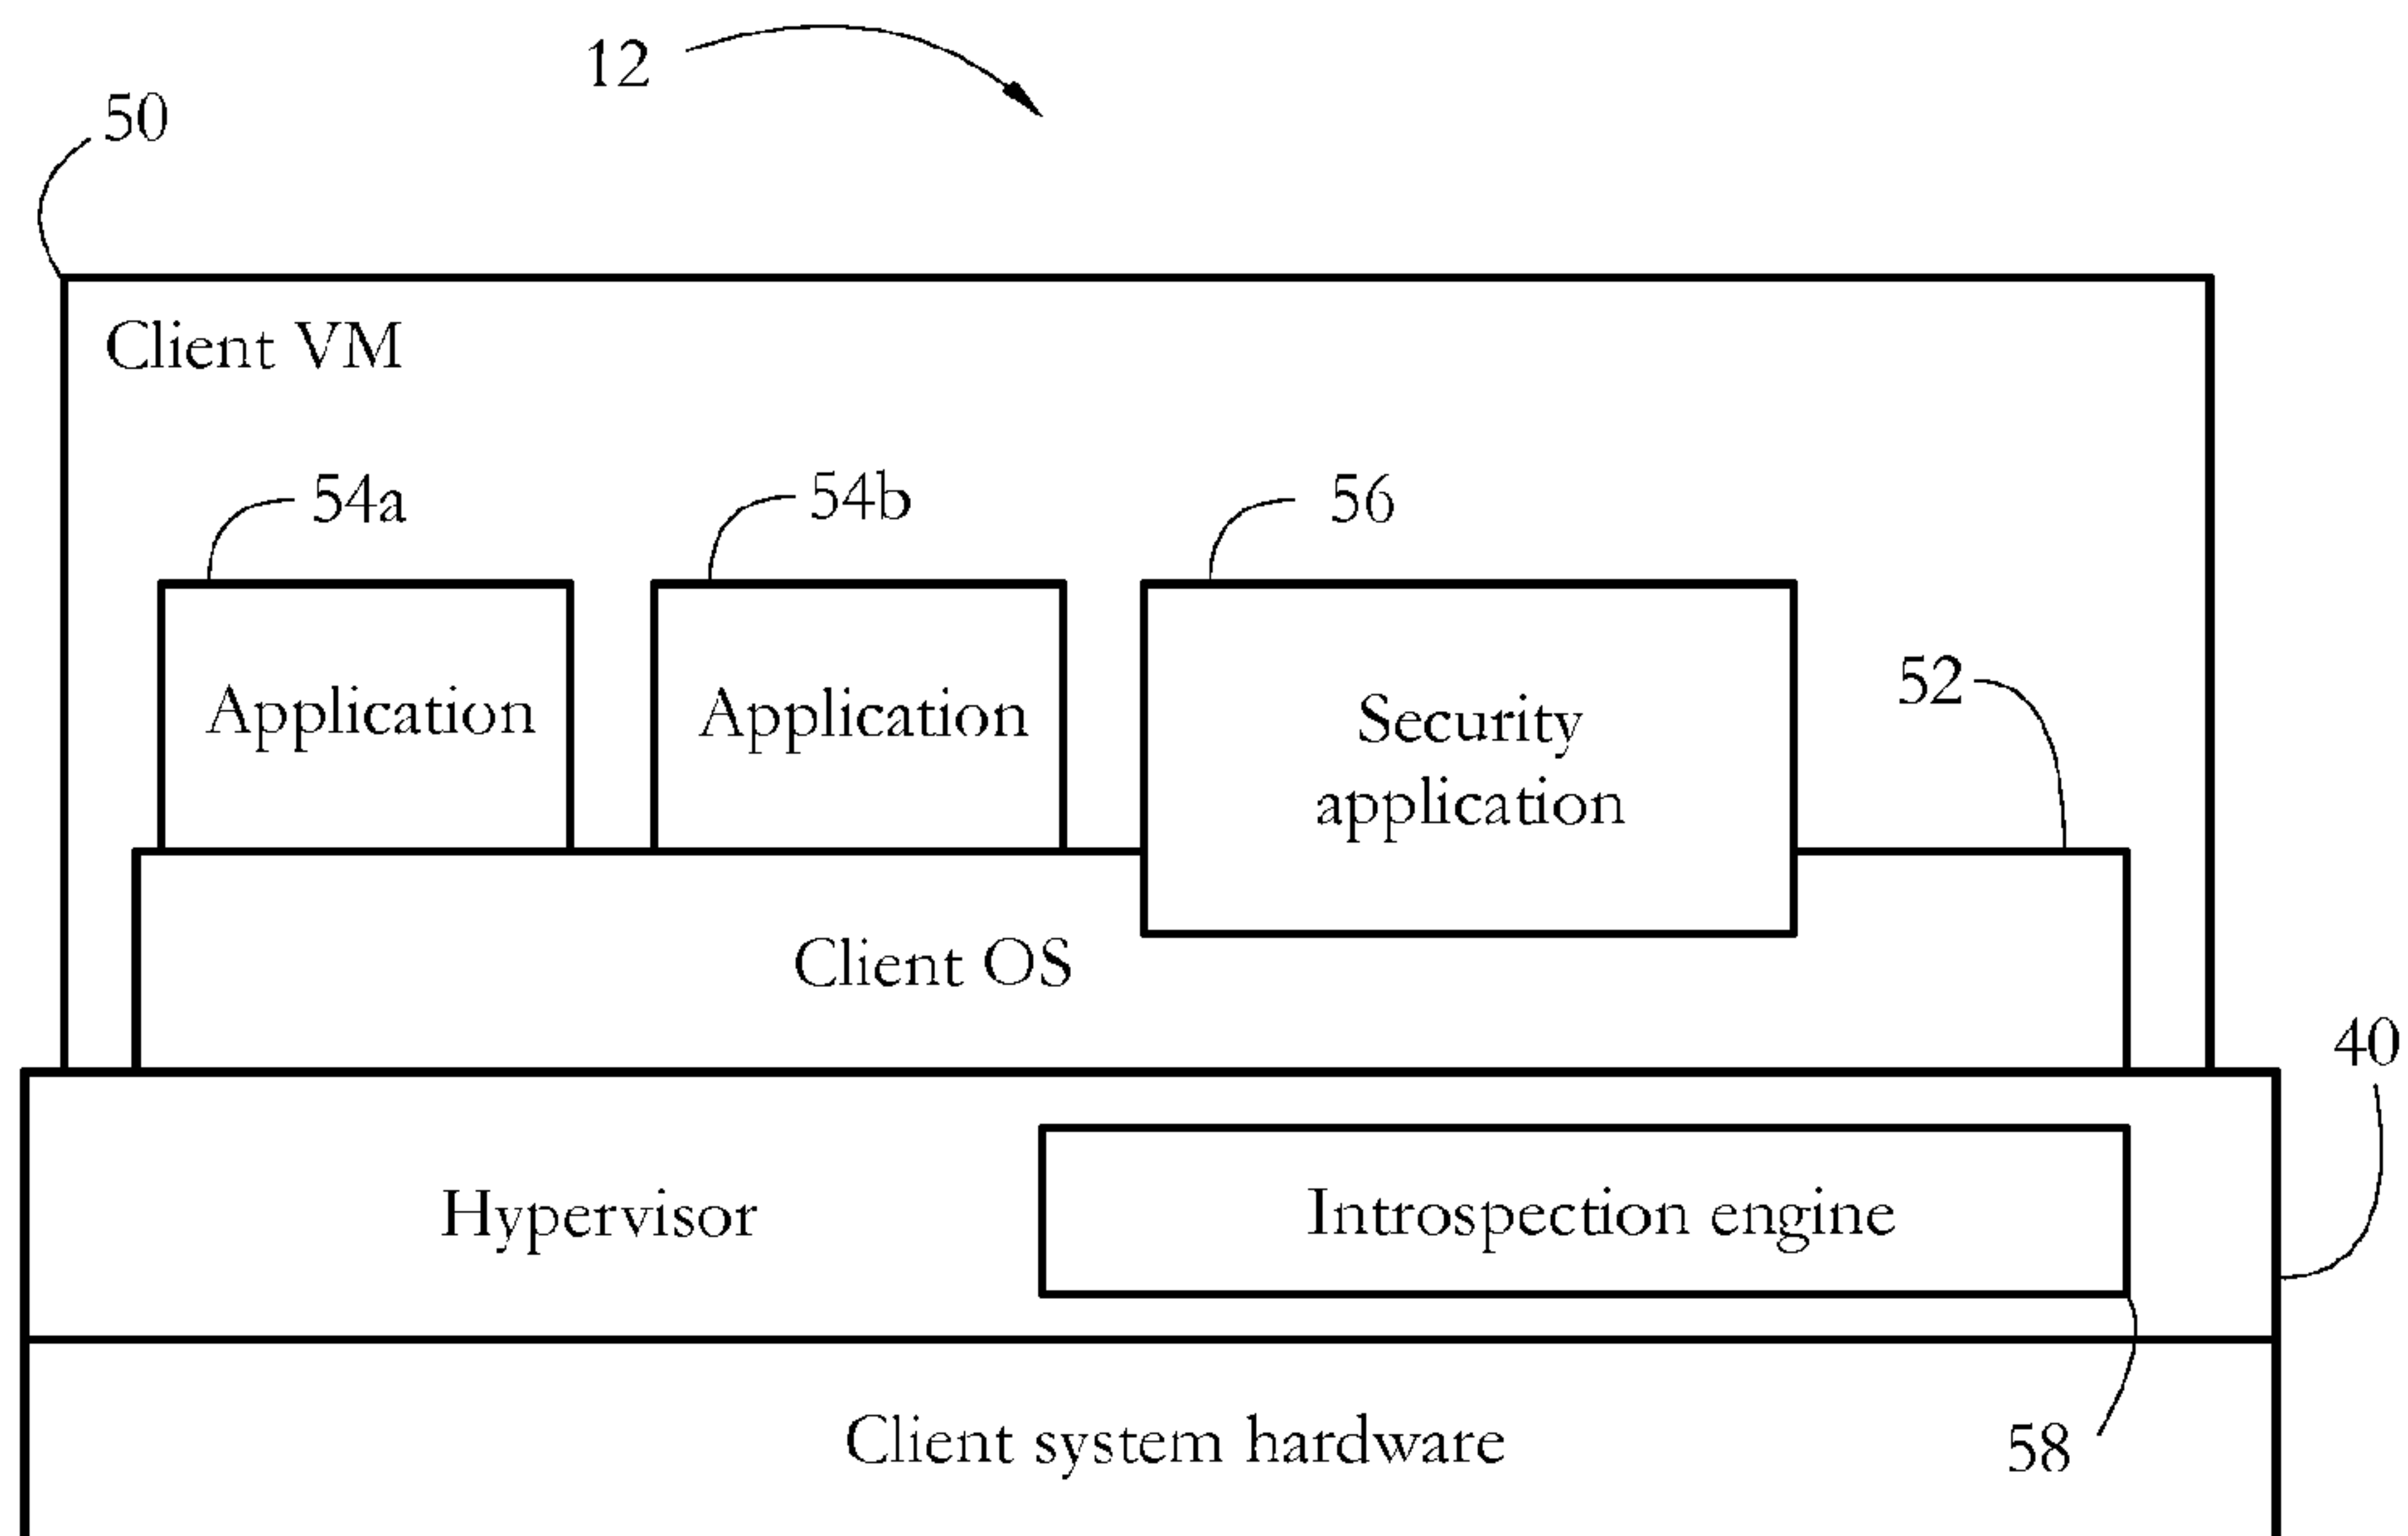 12
50
Client VM
54a
54b
56
Application
Application
Security
application
52
Client OS
40
Hypervisor
Introspection engine
Client system hardware
58